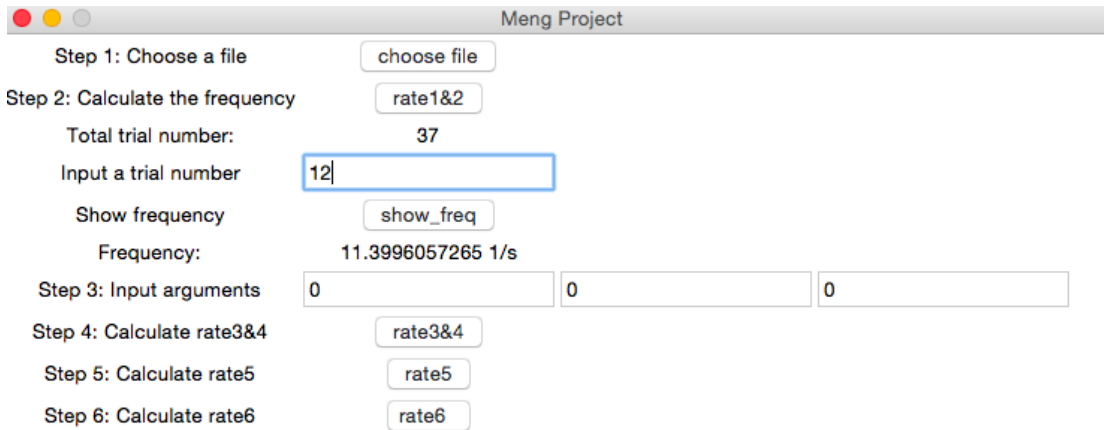 Meng Project
Step 1: Choose a file choose file
Step 2: Calculate the frequency rate1&2
Total trial number: 37
Input a trial number 12
Show frequency show_freq
Frequency: 11.3996057265 1/s
Step 3: Input arguments 0 0 0
Step 4: Calculate rate3&4 rate3&4
Step 5: Calculate rate5 rate5
Step 6: Calculate rate6 rate6